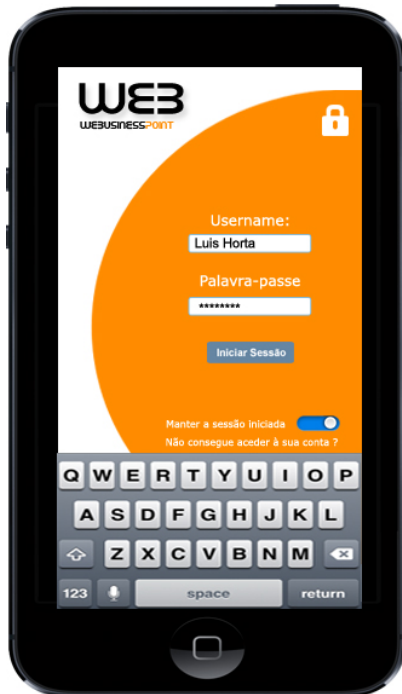 WEB
WEBUSINESSPOINT
Username:
Luis Horta
Palavra-passe
********
Iniciar Sessão
Manter a sessão iniciada
Não consegue aceder à sua conta ?
Q W E R T Y U I O P
A S D F G H J K L
Z X C V B N M
123 space return